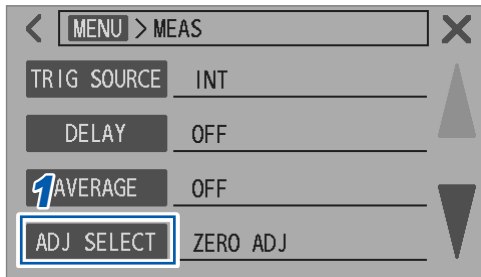 < MENU > MEAS X
TRIG SOURCE INT
DELAY OFF
1 AVERAGE OFF
ADJ SELECT ZERO ADJ